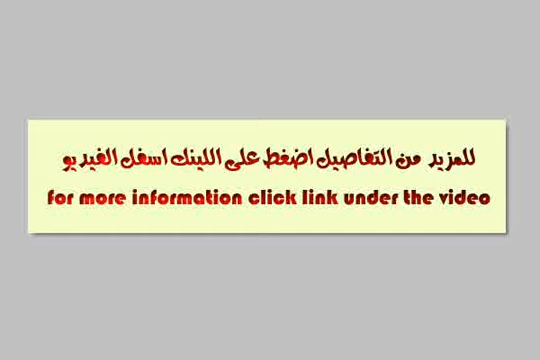 للمزيد من التفاصيل اضغط على اللينك اسفل الفيديو
for more information click link under the video